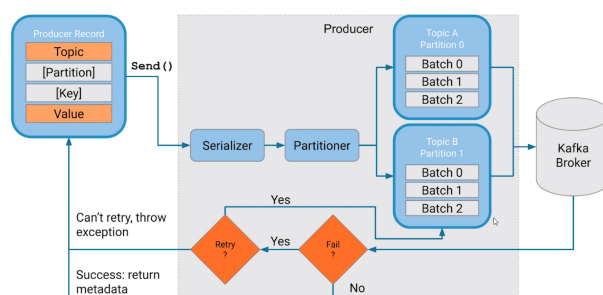 Producer Record
Topic
[Partition]
[Key]
Value
Send()
Producer
Serializer
Partitioner
Topic A
Partition 0
Batch 0
Batch 1
Batch 2
Topic B
Partition 1
Batch 0
Batch 1
Batch 2
Kafka
Broker
Yes
Can't retry, throw
exception
Retry
?
Yes
Fail
?
No
Success: return
metadata